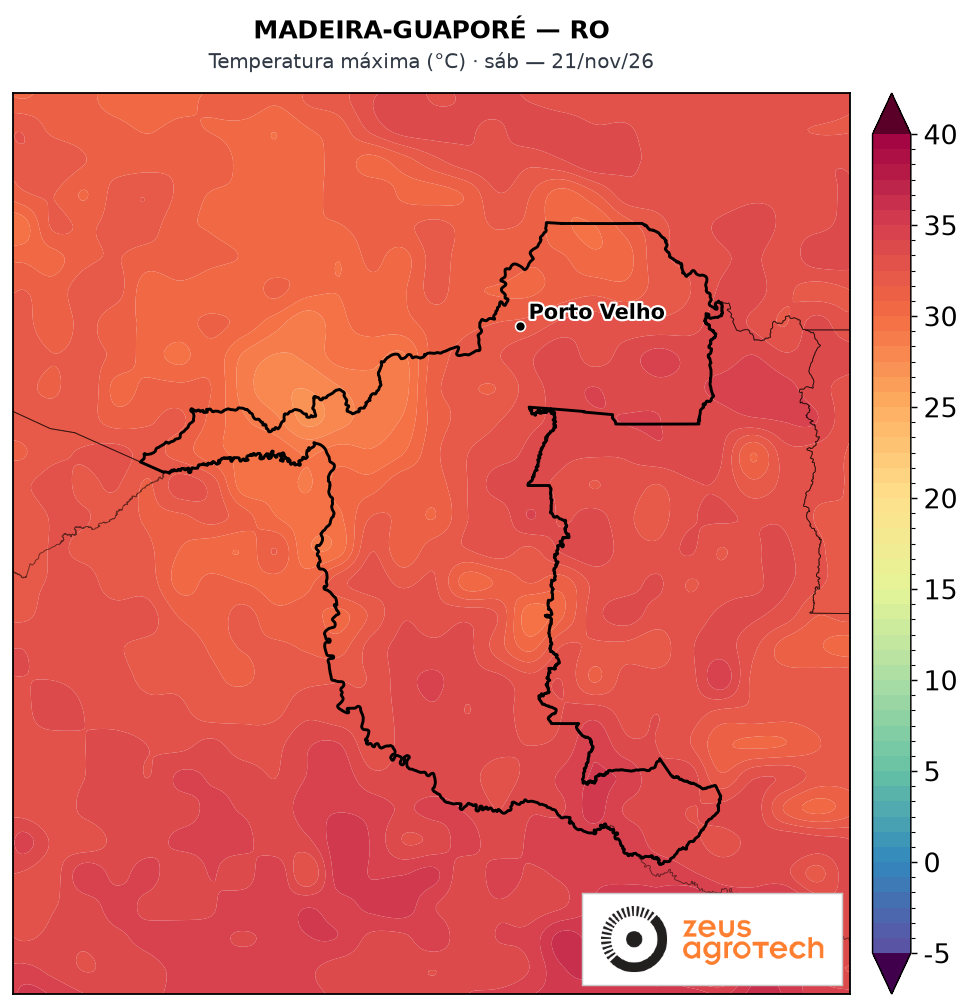 MADEIRA-GUAPORÉ — RO
Temperatura máxima (°C) · sáb — 21/nov/26
Porto Velho
40
35
30
25
20
15
10
5
0
-5
zeus
agroTech